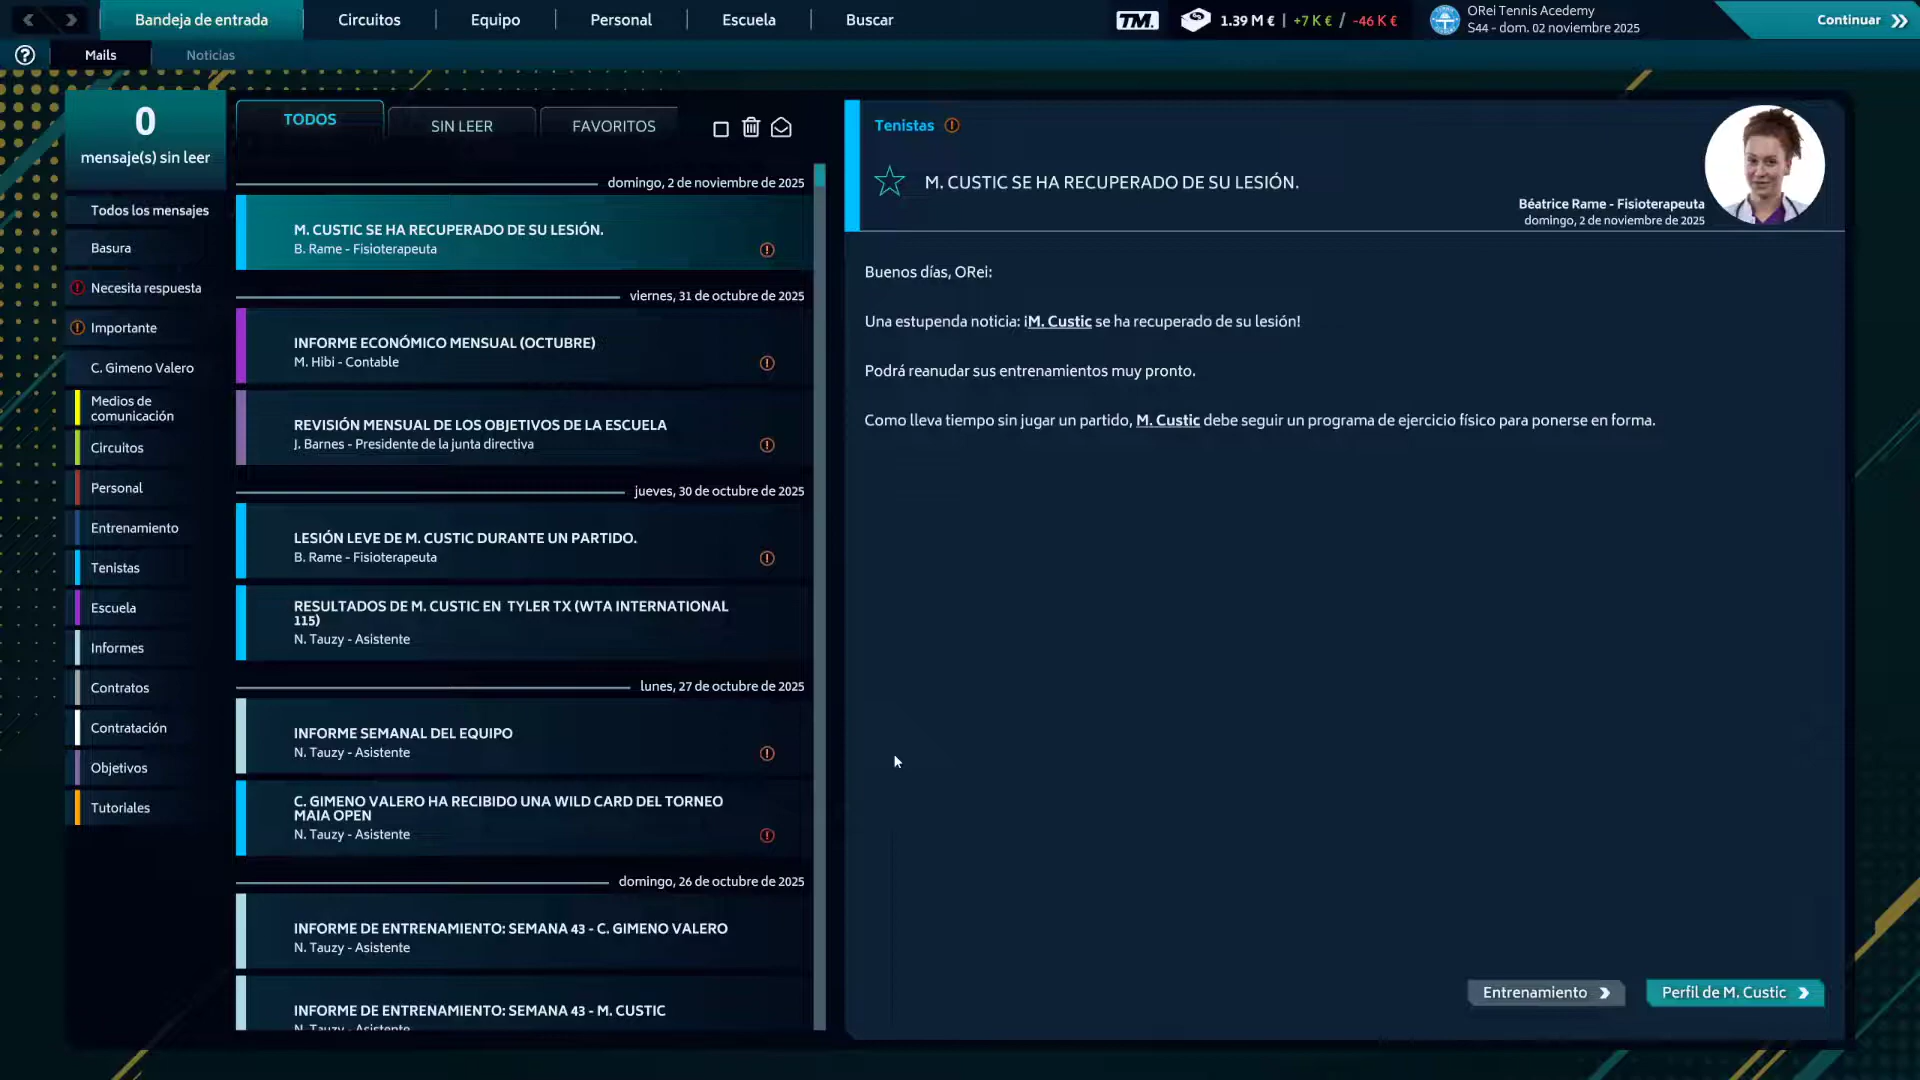 Bandeja de entrada
Circuitos
Equipo
Personal
Escuela
Buscar
TM.
1.39 M € | +7 K € / -46 K €
ORei Tennis Acedemy
S44 - dom. 02 noviembre 2025
Continuar
Mails
Noticias
0
mensaje(s) sin leer
Todos los mensajes
Basura
Necesita respuesta
Importante
C. Gimeno Valero
Medios de
comunicación
Circuitos
Personal
Entrenamiento
Tenistas
Escuela
Informes
Contratos
Contratación
Objetivos
Tutoriales
TODOS
SIN LEER
FAVORITOS
domingo, 2 de noviembre de 2025
M. CUSTIC SE HA RECUPERADO DE SU LESIÓN.
B. Rame - Fisioterapeuta
viernes, 31 de octubre de 2025
INFORME ECONÓMICO MENSUAL (OCTUBRE)
M. Hibi - Contable
REVISIÓN MENSUAL DE LOS OBJETIVOS DE LA ESCUELA
J. Barnes - Presidente de la junta directiva
jueves, 30 de octubre de 2025
LESIÓN LEVE DE M. CUSTIC DURANTE UN PARTIDO.
B. Rame - Fisioterapeuta
RESULTADOS DE M. CUSTIC EN TYLER TX (WTA INTERNATIONAL
115)
N. Tauzy - Asistente
lunes, 27 de octubre de 2025
INFORME SEMANAL DEL EQUIPO
N. Tauzy - Asistente
C. GIMENO VALERO HA RECIBIDO UNA WILD CARD DEL TORNEO
MAIA OPEN
N. Tauzy - Asistente
domingo, 26 de octubre de 2025
INFORME DE ENTRENAMIENTO: SEMANA 43 - C. GIMENO VALERO
N. Tauzy - Asistente
INFORME DE ENTRENAMIENTO: SEMANA 43 - M. CUSTIC
N. Tauzy - Asistente
Tenistas
M. CUSTIC SE HA RECUPERADO DE SU LESIÓN.
Béatrice Rame - Fisioterapeuta
domingo, 2 de noviembre de 2025
Buenos días, ORei:
Una estupenda noticia: ¡M. Custic se ha recuperado de su lesión!
Podrá reanudar sus entrenamientos muy pronto.
Como lleva tiempo sin jugar un partido, M. Custic debe seguir un programa de ejercicio físico para ponerse en forma.
Entrenamiento
Perfil de M. Custic